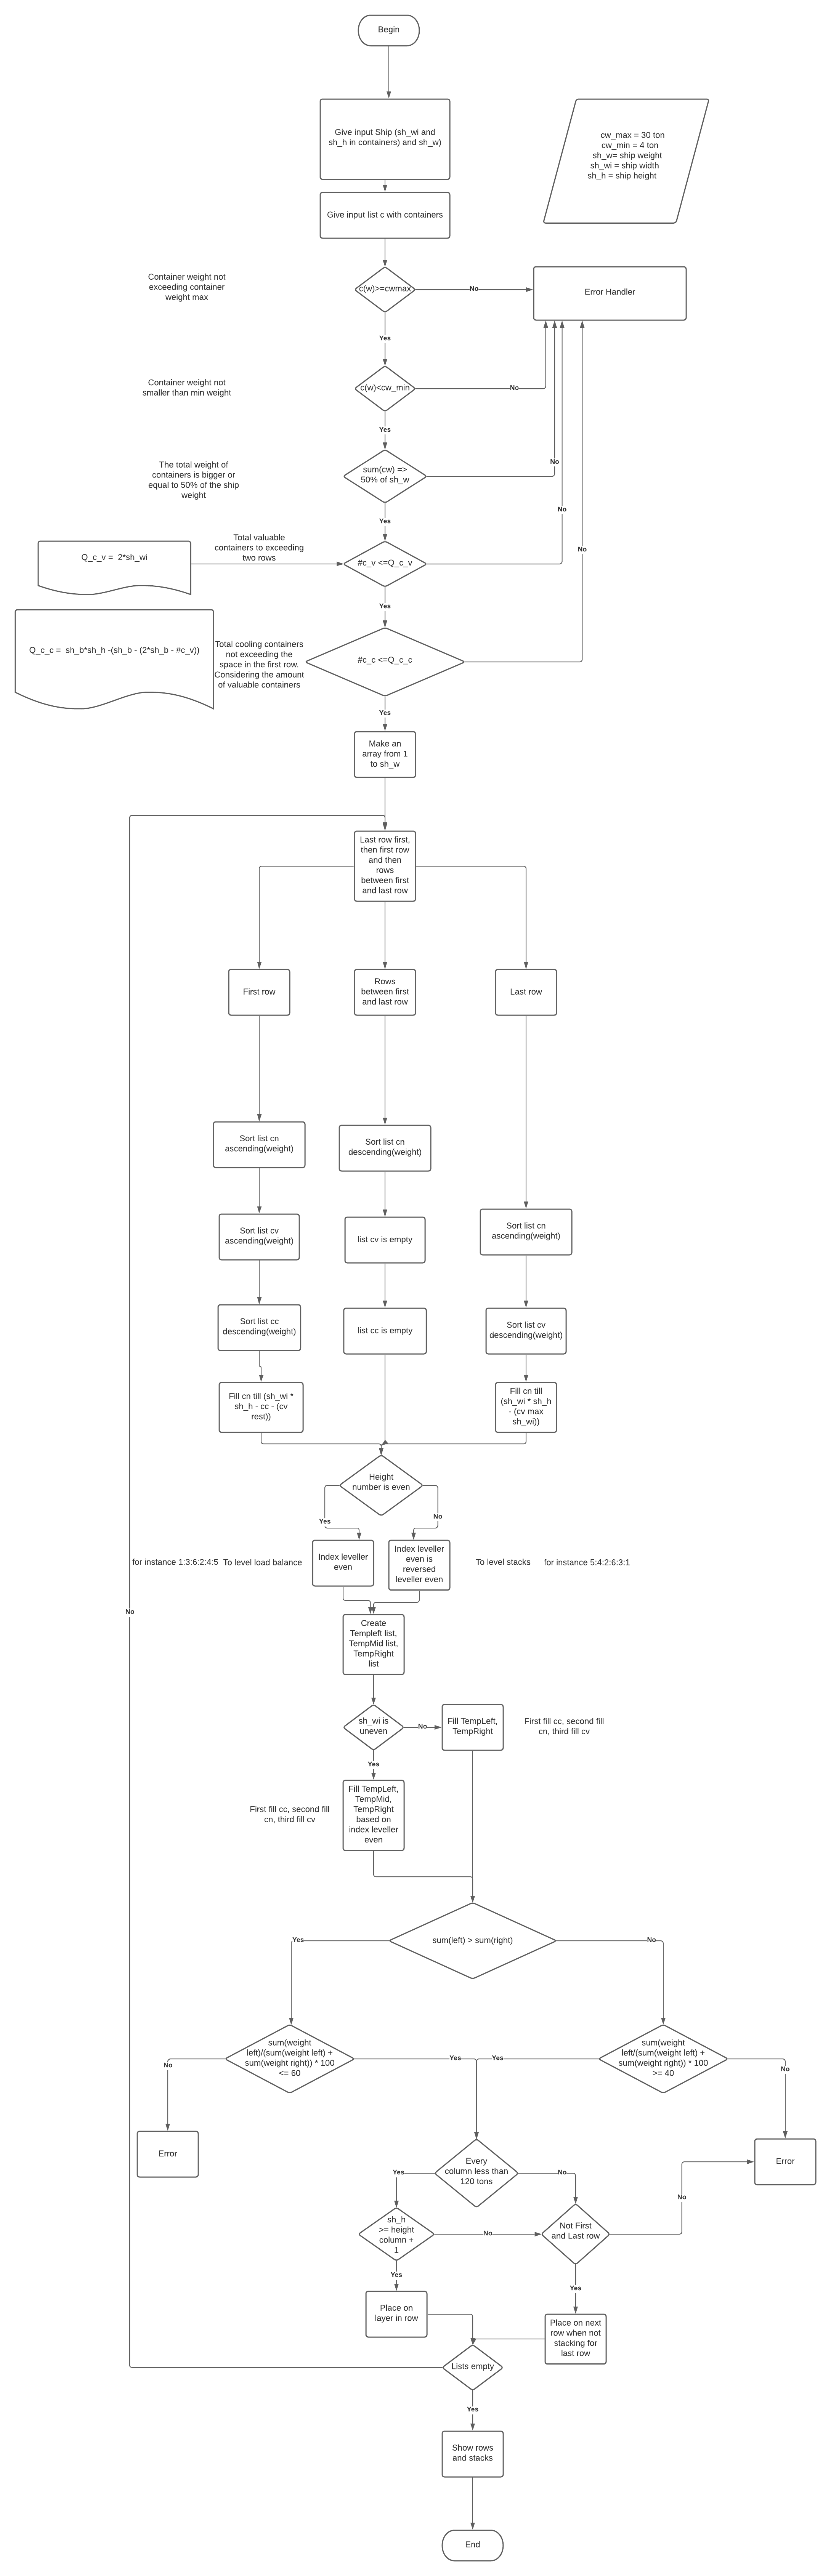 Begin
Give input Ship (sh_wi and
sh_h in containers) and sh_w)
cw_max = 30 ton
cw_min = 4 ton
sh_w= ship weight
sh_wi = ship width
sh_h = ship height
Give input list c with containers
Container weight not
exceeding container
weight max
c(w)>=cwmax
No
Error Handler
Yes
Container weight not
smaller than min weight
c(w)<cw_min
No
Yes
The total weight of
containers is bigger or
equal to 50% of the ship
weight
sum(cw) =>
50% of sh_w
No
Yes
Q_c_v =  2*sh_wi
Total valuable
containers to exceeding
two rows
#c_v <=Q_c_v
No
Yes
Q_c_c =  sh_b*sh_h -(sh_b - (2*sh_b - #c_v))
Total cooling containers
not exceeding the
space in the first row.
Considering the amount
of valuable containers
#c_c <=Q_c_c
No
Yes
Make an
array from 1
to sh_w
Last row first,
then first row
and then
rows
between first
and last row
First row
Rows
between first
and last row
Last row
Sort list cn
ascending(weight)
Sort list cn
descending(weight)
Sort list cn
ascending(weight)
Sort list cv
ascending(weight)
list cv is empty
Sort list cc
descending(weight)
list cc is empty
Sort list cv
descending(weight)
Fill cn till (sh_wi *
sh_h - cc - (cv
rest))
Fill cn till
(sh_wi * sh_h
- (cv max
sh_wi))
Height
number is even
Yes
No
for instance 1:3:6:2:4:5
To level load balance
Index leveller
even
Index leveller
even is
reversed
leveller even
To level stacks
for instance 5:4:2:6:3:1
No
Create
Templeft list,
TempMid list,
TempRight
list
sh_wi is
uneven
No
Fill TempLeft,
TempRight
First fill cc, second fill
cn, third fill cv
Yes
First fill cc, second fill
cn, third fill cv
Fill TempLeft,
TempMid,
TempRight
based on
index leveller
even
sum(left) > sum(right)
Yes
No
sum(weight
left)/(sum(weight left) +
sum(weight right)) * 100
<= 60
sum(weight
left/(sum(weight left) +
sum(weight right)) * 100
>= 40
No
Yes
Yes
No
Error
Error
Every
column less than
120 tons
Yes
No
No
sh_h
>= height
column +
1
No
Not First
and Last row
Yes
Yes
Place on
layer in row
Place on next
row when not
stacking for
last row
Lists empty
Yes
Show rows
and stacks
End